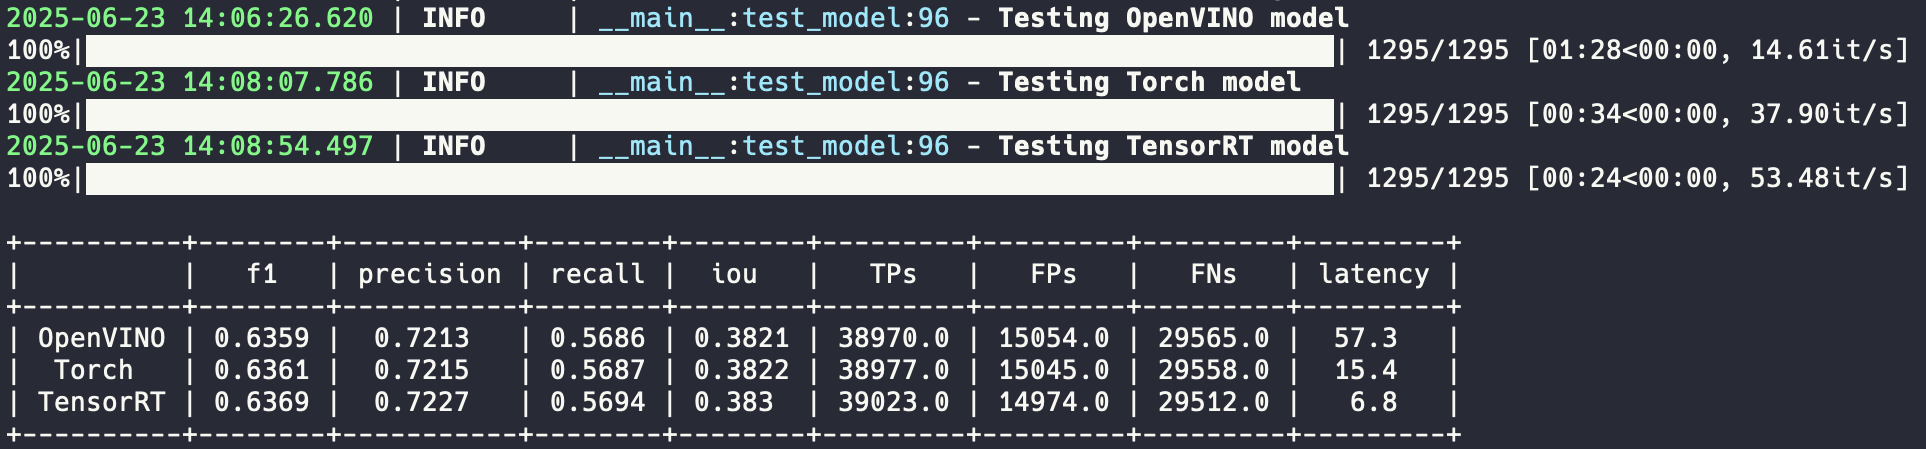 2025-06-23 14:06:26.620 | INFO     | __main__:test_model:96 - Testing OpenVINO model
100%|██████████████████████████████████████████████████████████████████████████████| 1295/1295 [01:28<00:00, 14.61it/s]
2025-06-23 14:08:07.786 | INFO     | __main__:test_model:96 - Testing Torch model
100%|██████████████████████████████████████████████████████████████████████████████| 1295/1295 [00:34<00:00, 37.90it/s]
2025-06-23 14:08:54.497 | INFO     | __main__:test_model:96 - Testing TensorRT model
100%|██████████████████████████████████████████████████████████████████████████████| 1295/1295 [00:24<00:00, 53.48it/s]
+----------+--------+-----------+--------+--------+---------+---------+---------+---------+
|          |   f1   | precision | recall |  iou   |   TPs   |   FPs   |   FNs   | latency |
+----------+--------+-----------+--------+--------+---------+---------+---------+---------+
| OpenVINO | 0.6359 |  0.7213   | 0.5686 | 0.3821 | 38970.0 | 15054.0 | 29565.0 |  57.3   |
|  Torch   | 0.6361 |  0.7215   | 0.5687 | 0.3822 | 38977.0 | 15045.0 | 29558.0 |  15.4   |
| TensorRT | 0.6369 |  0.7227   | 0.5694 | 0.383  | 39023.0 | 14974.0 | 29512.0 |   6.8   |
+----------+--------+-----------+--------+--------+---------+---------+---------+---------+